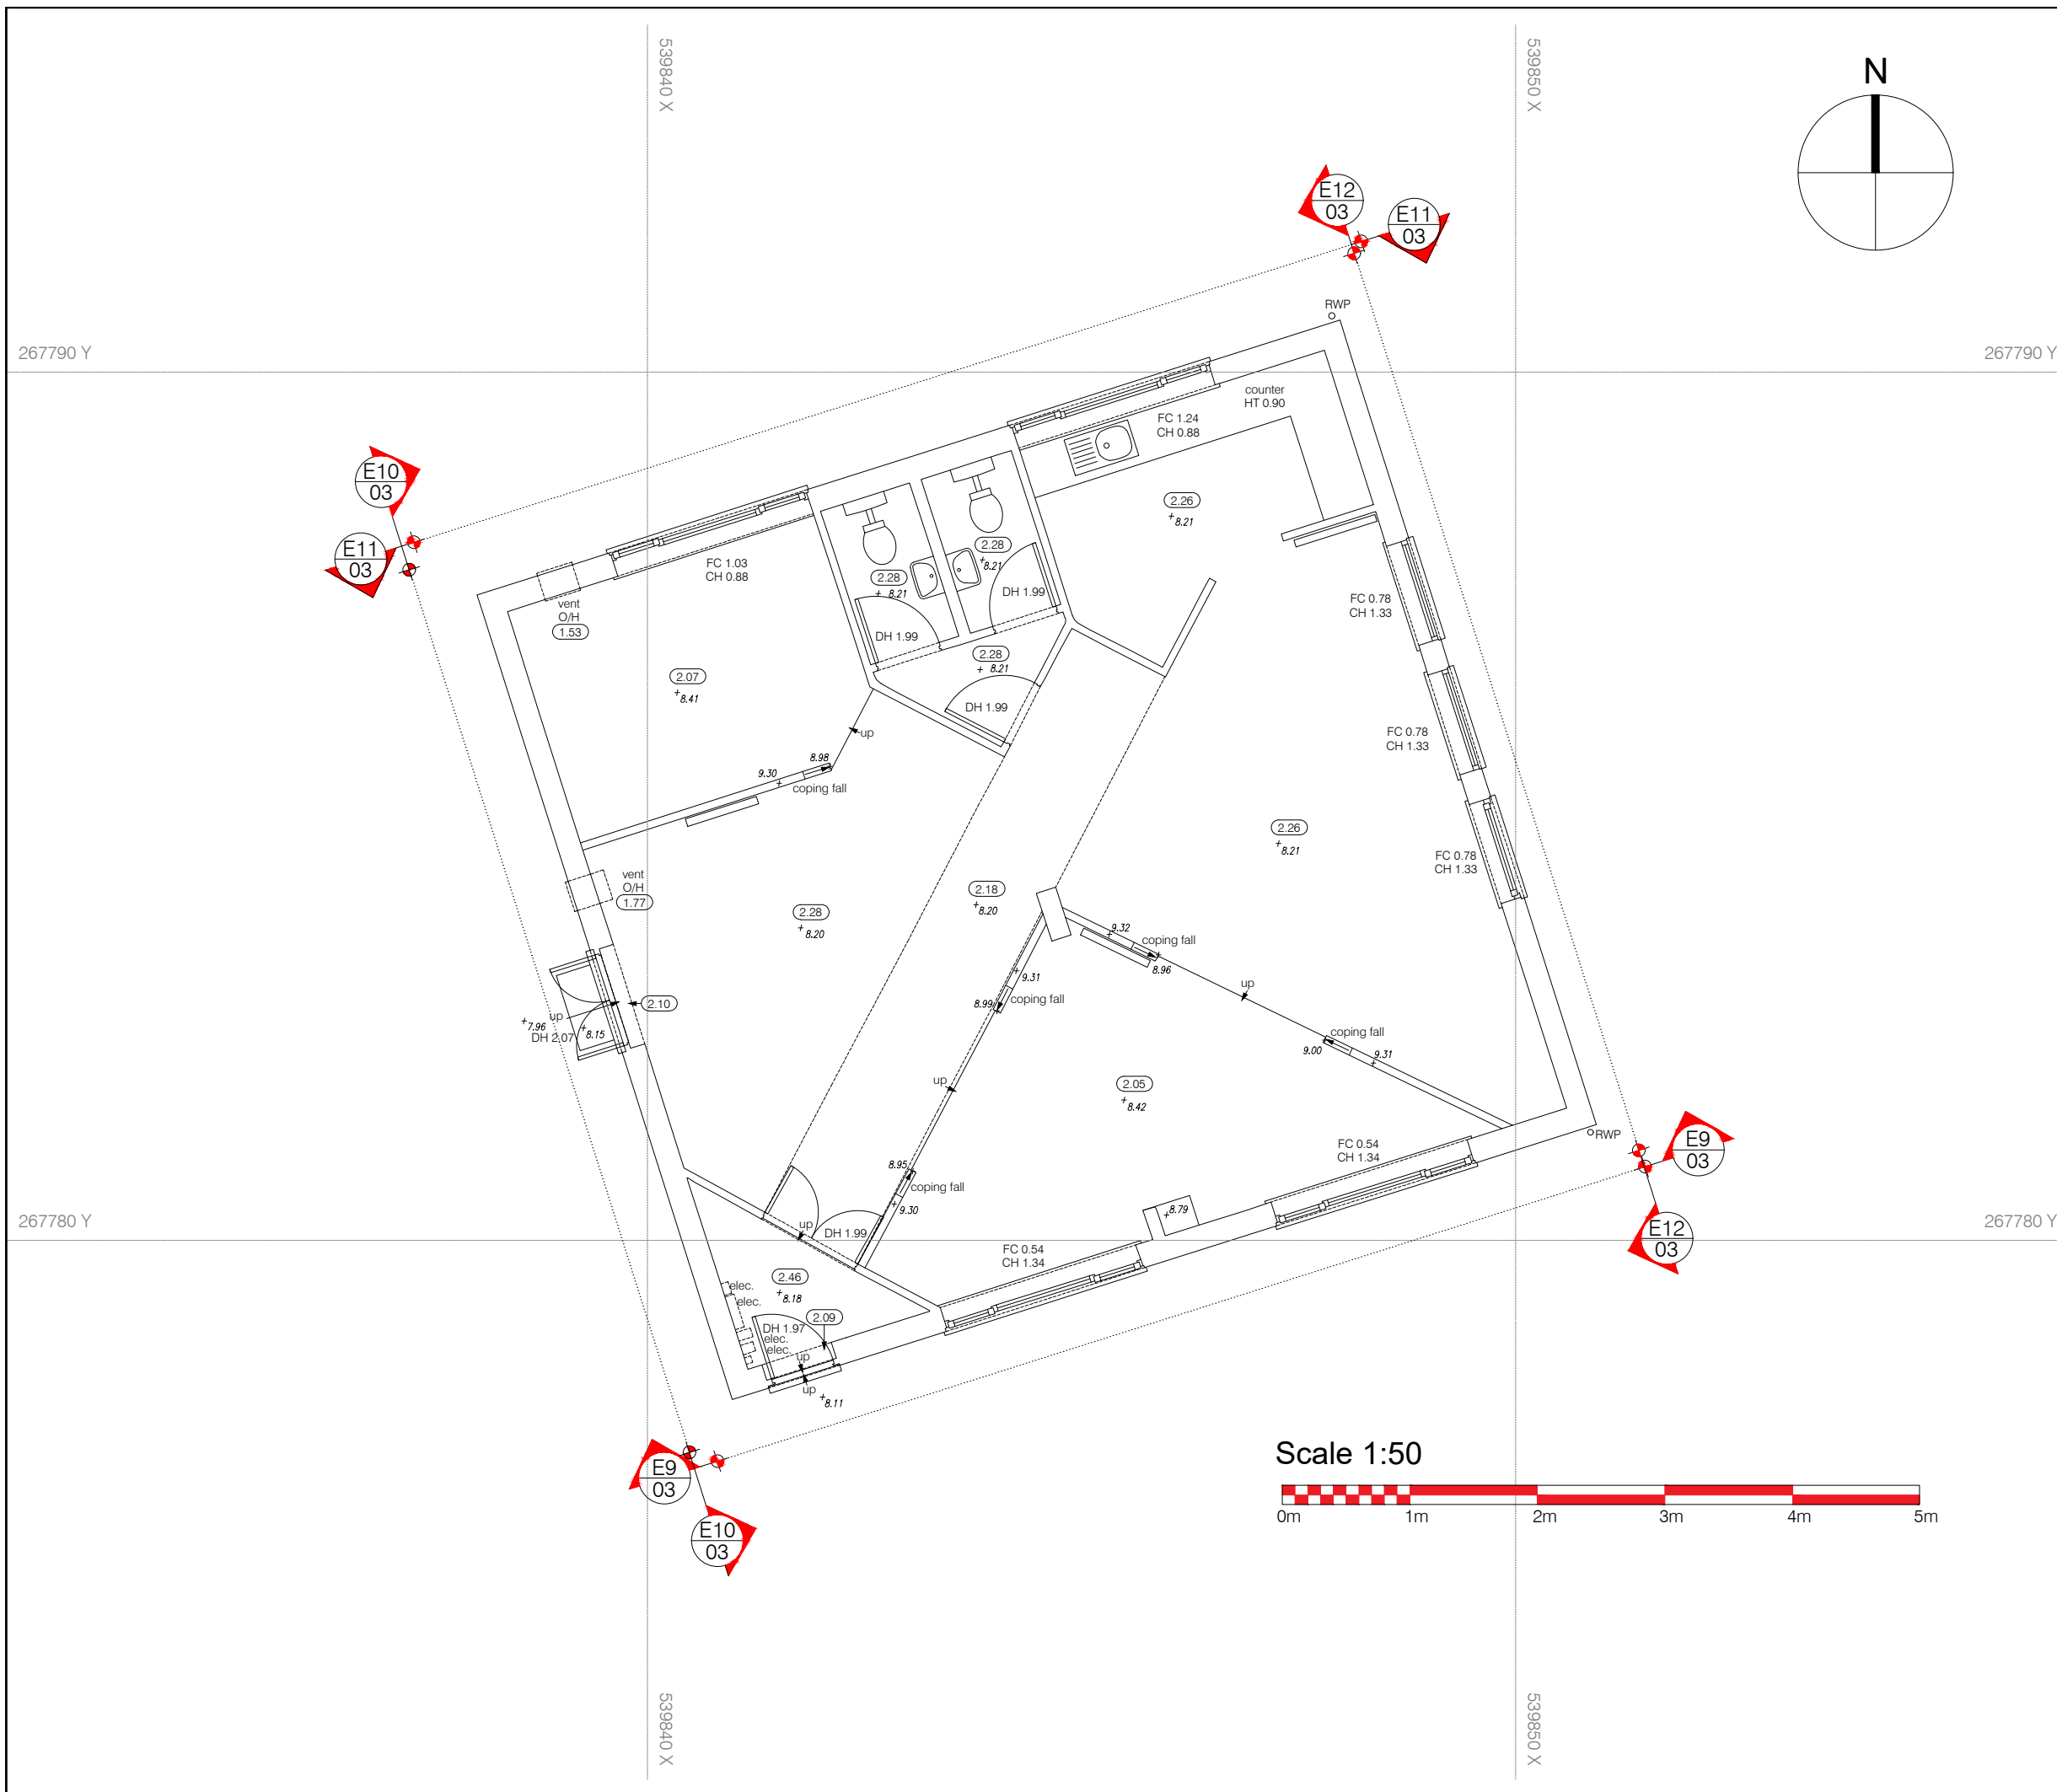 539840 X
539850 X
N
E12
03
E11
03
RWP
267790 Y
267790 Y
counter
HT 0.90
FC 1.24
CH 0.88
E10
03
2.26
+8.21
E11
03
2.28
+8.21
FC 1.03
CH 0.88
2.28
+ 8.21
DH 1.99
vent
O/H
1.53
FC 0.78
CH 1.33
DH 1.99
2.28
+ 8.21
2.07
+8.41
DH 1.99
up
FC 0.78
CH 1.33
8.98
9.30
+
coping fall
2.26
+8.21
FC 0.78
CH 1.33
vent
O/H
1.77
2.18
+8.20
2.28
+8.20
9.32
+
coping fall
8.96
9.31
up
8.99
coping fall
2.10
up
+7.96
+8.15
DH 2.07
coping fall
9.00
9.31
+
up
2.05
+8.42
RWP
E9
03
FC 0.54
CH 1.34
8.95
coping fall
+9.30
+8.79
267780 Y
267780 Y
up
DH 1.99
E12
03
FC 0.54
CH 1.34
2.46
+8.18
elec.
elec.
2.09
DH 1.97
elec.
elec.
up
up
+8.11
Scale 1:50
E9
03
0m
1m
2m
3m
4m
5m
E10
03
539840 X
539850 X